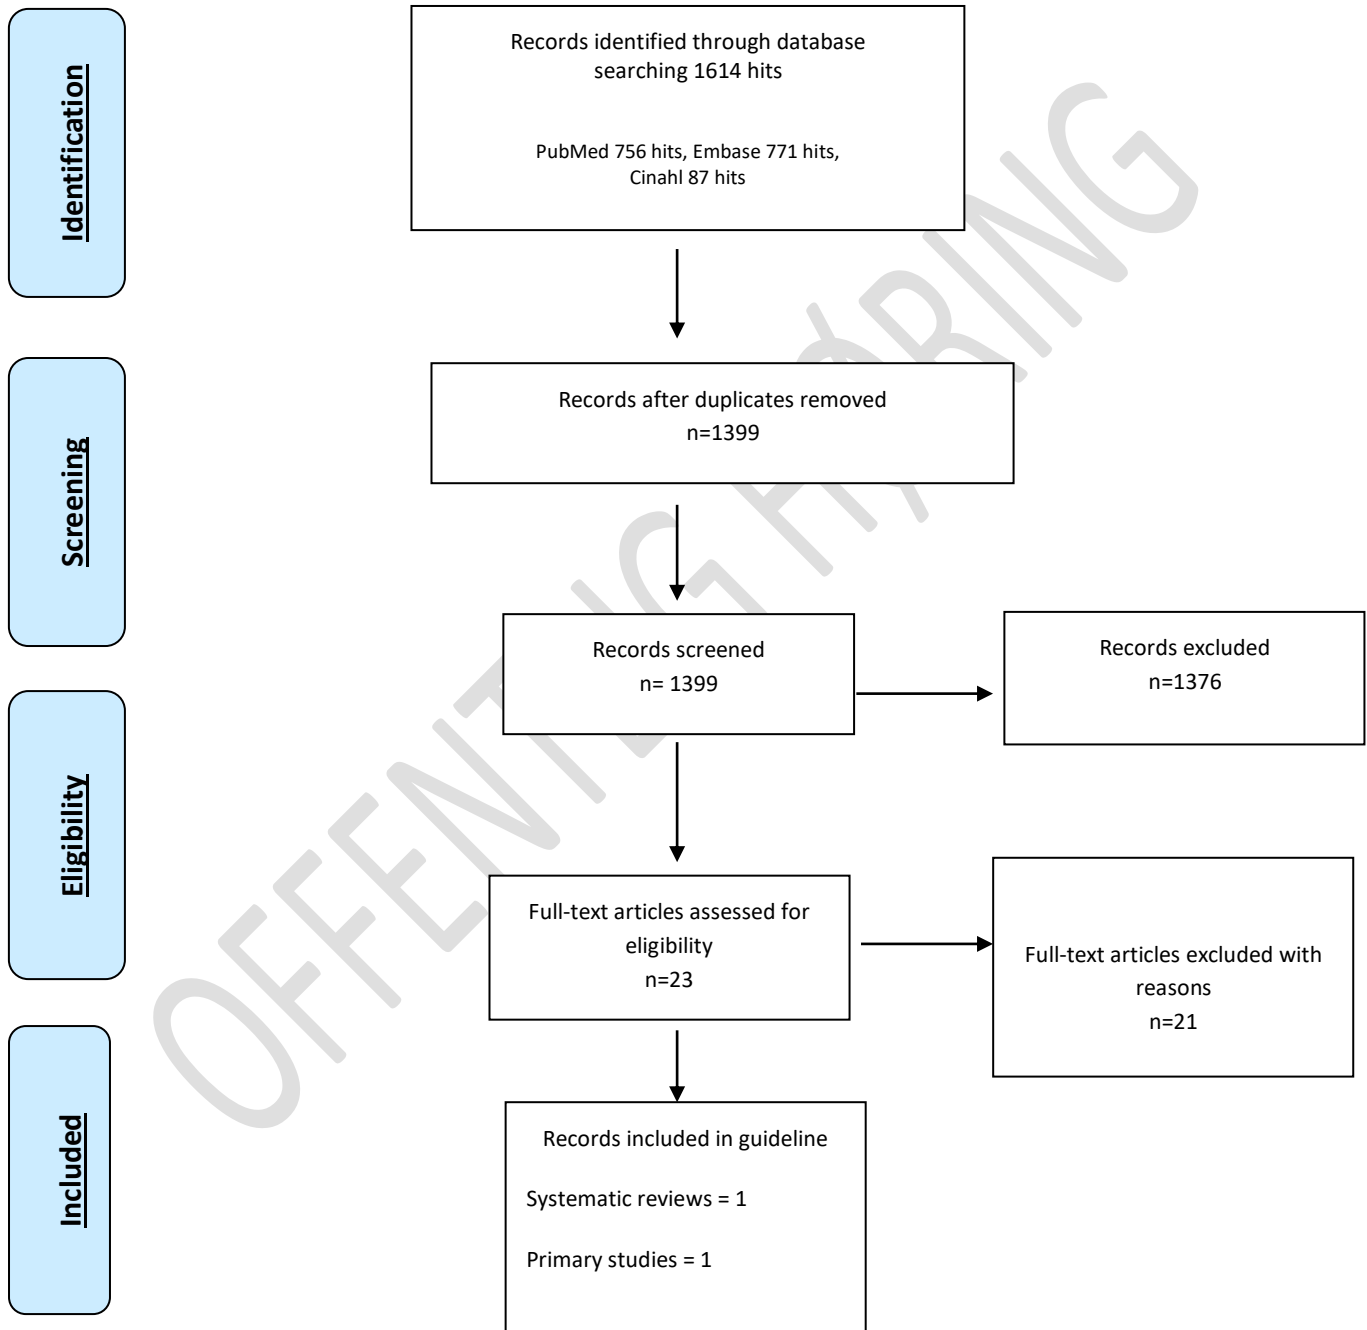 Identification
Records identified through database
searching 1614 hits
PubMed 756 hits, Embase 771 hits,
Cinahl 87 hits
Screening
Records after duplicates removed
n=1399
Records screened
n= 1399
Records excluded
n=1376
Eligibility
Full-text articles assessed for
eligibility
n=23
Full-text articles excluded with
reasons
n=21
Included
Records included in guideline
Systematic reviews = 1
Primary studies = 1
OFFENTLIG HØRING